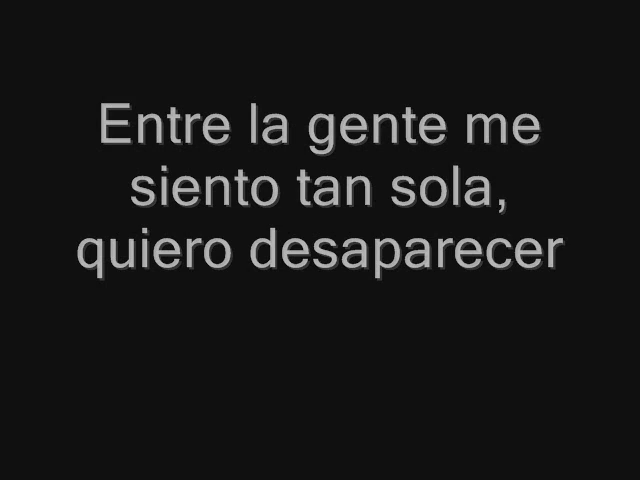 Entre la gente me
siento tan sola,
quiero desaparecer